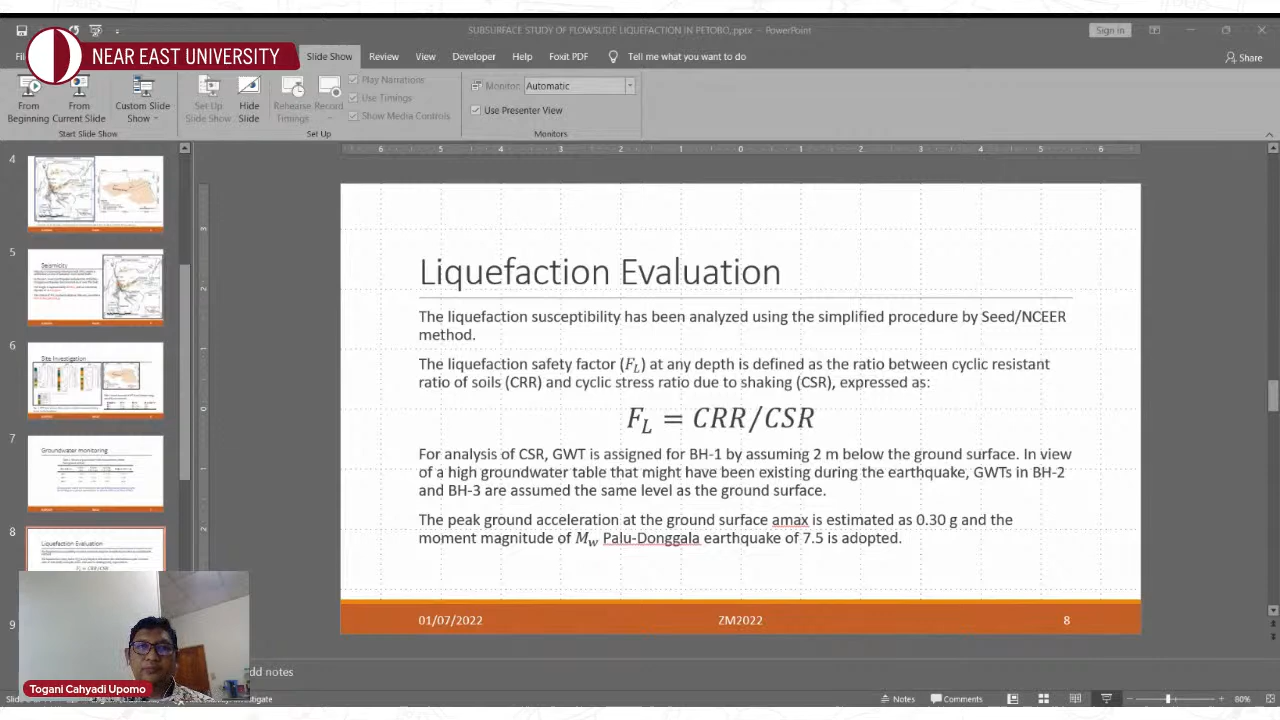 SUBSURFACE STUDY OF FLOWSLIDE LIQUEFACTION IN PETOBO.pptx - PowerPoint
Sign in
NEAR EAST UNIVERSITY
Slide Show
Review
View
Developer
Help
Foxit PDF
Tell me what you want to do
Share
From Beginning
From Current Slide
Custom Slide Show
Set Up Slide Show
Hide Slide
Rehearse Timings
Record
Play Narrations
Use Timings
Show Media Controls
Monitor:
Automatic
Use Presenter View
Start Slide Show
Set Up
Monitors
4
5
Seismicity
6
Site Investigation
7
Groundwater monitoring
8
Liquefaction Evaluation
9
Liquefaction Evaluation
The liquefaction susceptibility has been analyzed using the simplified procedure by Seed/NCEER
method.
The liquefaction safety factor (F_L) at any depth is defined as the ratio between cyclic resistant
ratio of soils (CRR) and cyclic stress ratio due to shaking (CSR), expressed as:
F_L = CRR/CSR
For analysis of CSR, GWT is assigned for BH-1 by assuming 2 m below the ground surface. In view
of a high groundwater table that might have been existing during the earthquake, GWTs in BH-2
and BH-3 are assumed the same level as the ground surface.
The peak ground acceleration at the ground surface amax is estimated as 0.30 g and the
moment magnitude of M_w Palu-Donggala earthquake of 7.5 is adopted.
01/07/2022
ZM2022
8
dd notes
Togani Cahyadi Upomo
Notes
Comments
80%